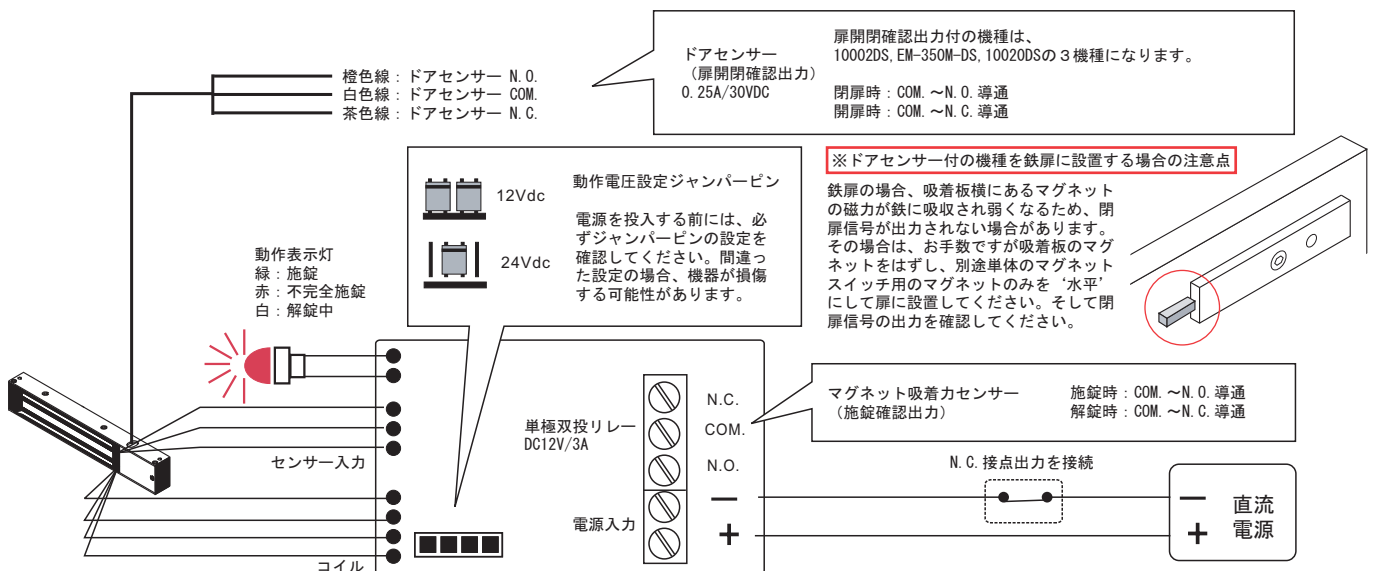 橙色線：ドアセンサー N.O.
白色線：ドアセンサー COM.
茶色線：ドアセンサー N.C.
ドアセンサー
（扉開閉確認出力）
0.25A/30VDC
扉開閉確認出力付の機種は、
10002DS,EM-350M-DS,10020DSの３機種になります。
閉扉時：COM.～N.O.導通
開扉時：COM.～N.C.導通
12Vdc
24Vdc
動作電圧設定ジャンパーピン
電源を投入する前には、必
ずジャンパーピンの設定を
確認してください。間違っ
た設定の場合、機器が損傷
する可能性があります。
※ドアセンサー付の機種を鉄扉に設置する場合の注意点
鉄扉の場合、吸着板横にあるマグネット
の磁力が鉄に吸収され弱くなるため、閉
扉信号が出力されない場合があります。
その場合は、お手数ですが吸着板のマグ
ネットをはずし、別途単体のマグネット
スイッチ用のマグネットのみを‘水平’
にして扉に設置してください。そして閉
扉信号の出力を確認してください。
動作表示灯
緑：施錠
赤：不完全施錠
白：解錠中
センサー入力
コイル
単極双投リレー
DC12V/3A
N.C.
COM.
N.O.
電源入力
－
＋
マグネット吸着力センサー
（施錠確認出力）
施錠時：COM.～N.O.導通
解錠時：COM.～N.C.導通
N.C.接点出力を接続
－
＋
直流
電源